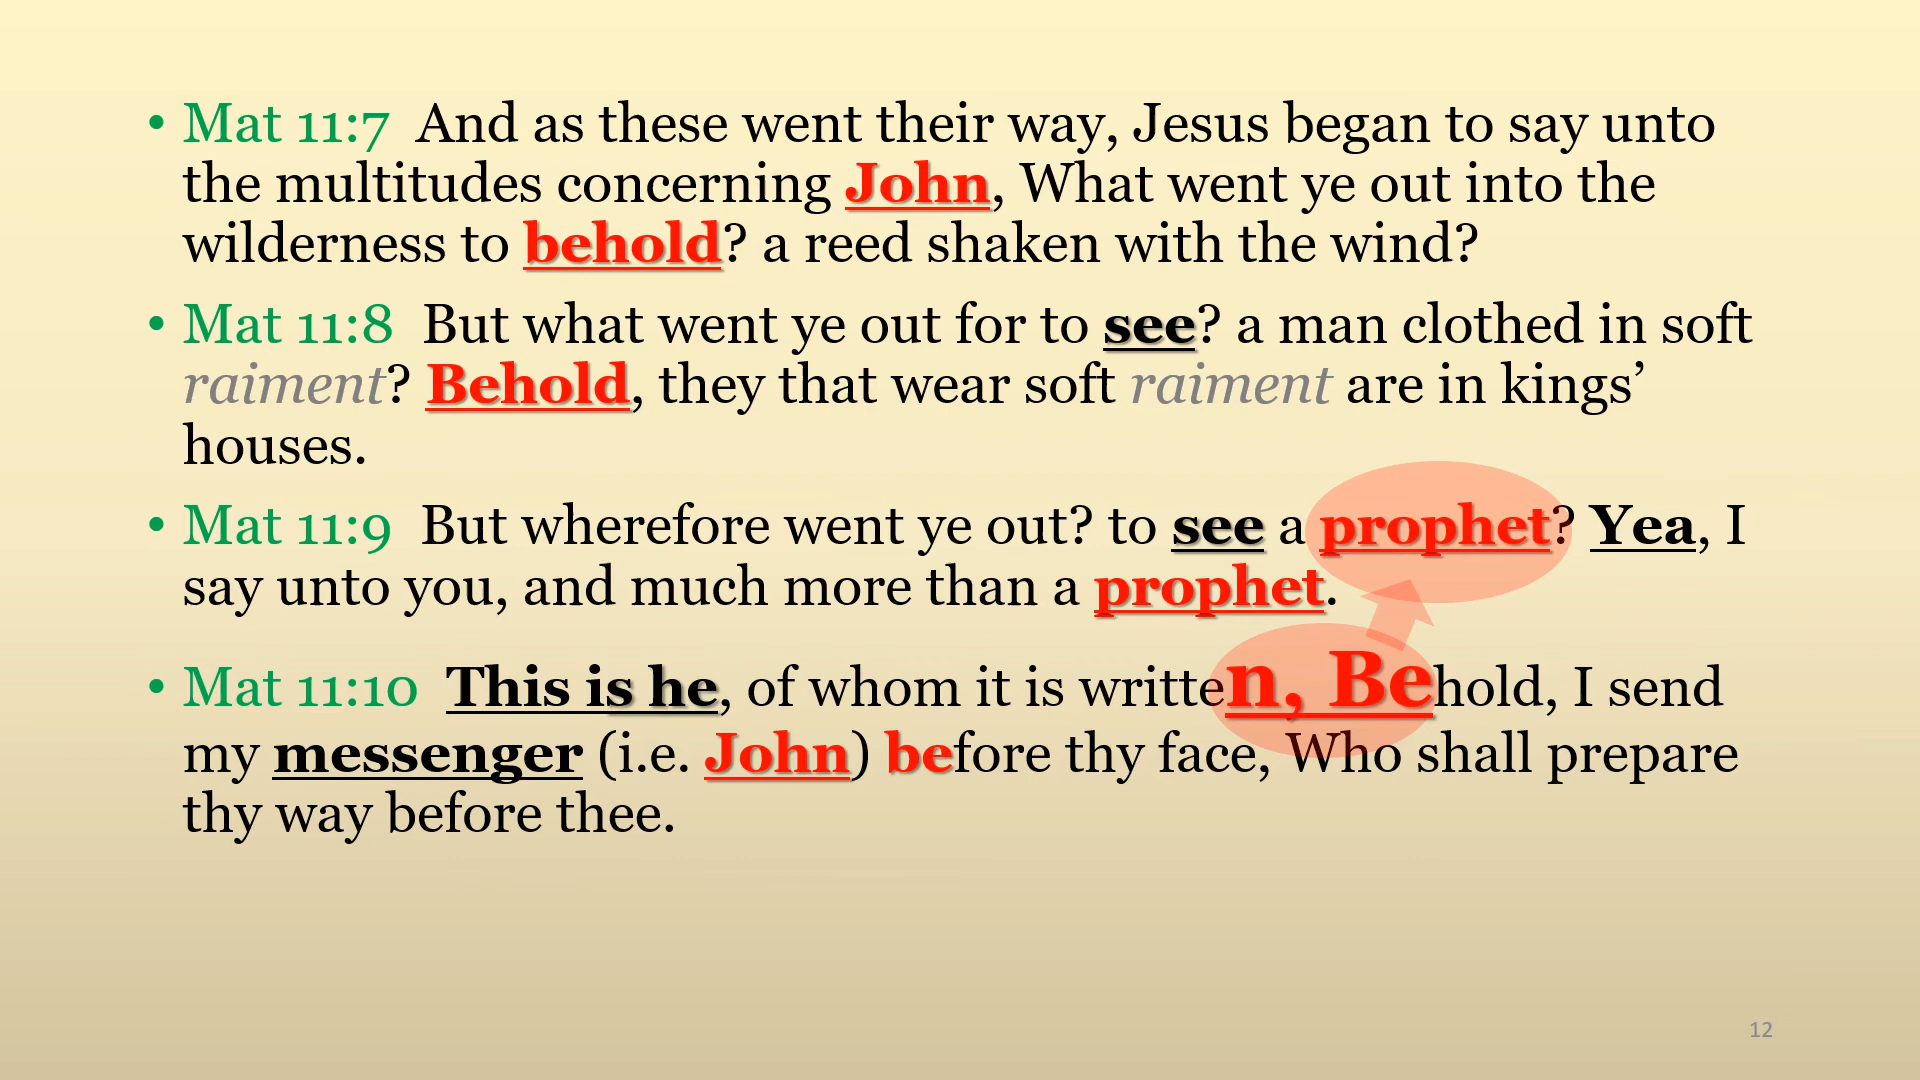 • Mat 11:7  And as these went their way, Jesus began to say unto
the multitudes concerning John, What went ye out into the
wilderness to behold? a reed shaken with the wind?
• Mat 11:8  But what went ye out for to see? a man clothed in soft
raiment? Behold, they that wear soft raiment are in kings’
houses.
• Mat 11:9  But wherefore went ye out? to see a prophet? Yea, I
say unto you, and much more than a prophet.
• Mat 11:10  This is he, of whom it is written, Behold, I send
my messenger (i.e. John) before thy face, Who shall prepare
thy way before thee.
12